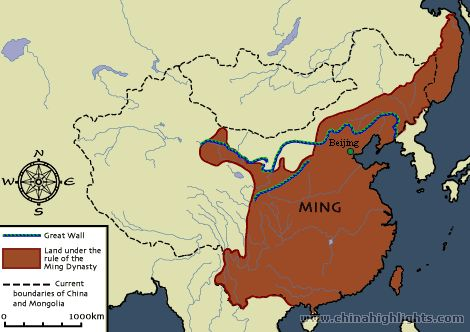 Beijing
MING
N
W
E
S
Great Wall
Land under the
rule of the
Ming Dynasty
Current
boundaries of China
and Mongolia
0
1000km
www.chinahighlights.com